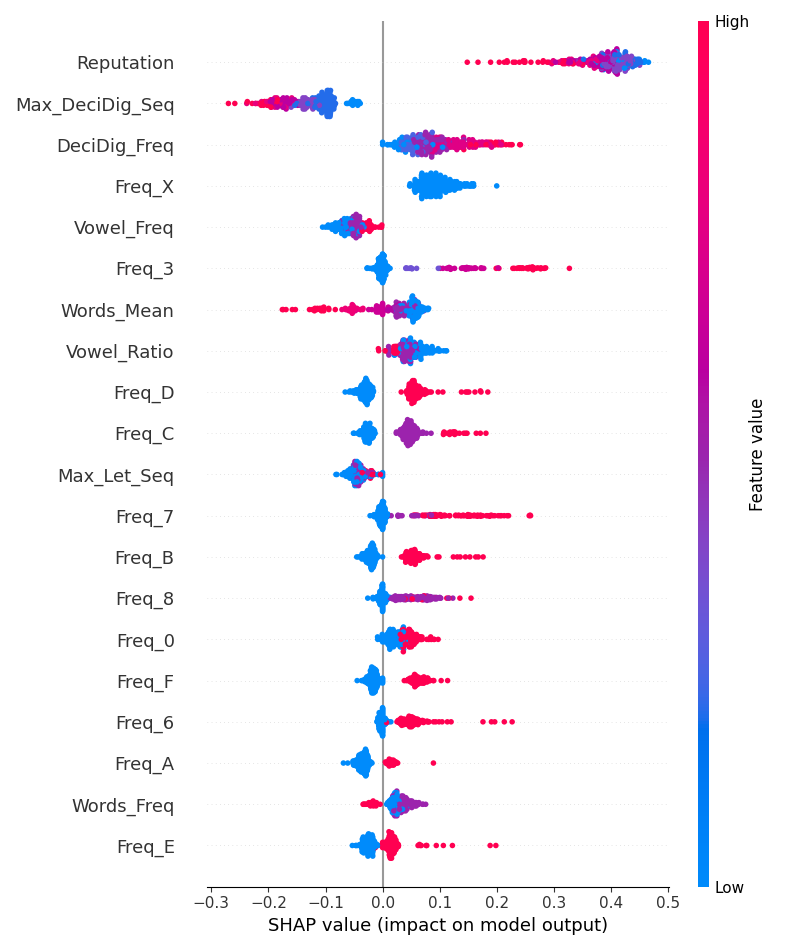 High
Reputation
Max_DeciDig_Seq
DeciDig_Freq
Freq_X
Vowel_Freq
Freq_3
Words_Mean
Vowel_Ratio
Freq_D
Freq_C
Max_Let_Seq
Freq_7
Freq_B
Freq_8
Freq_0
Freq_F
Freq_6
Freq_A
Words_Freq
Freq_E
Feature value
Low
−0.3 −0.2 −0.1 0.0 0.1 0.2 0.3 0.4 0.5
SHAP value (impact on model output)